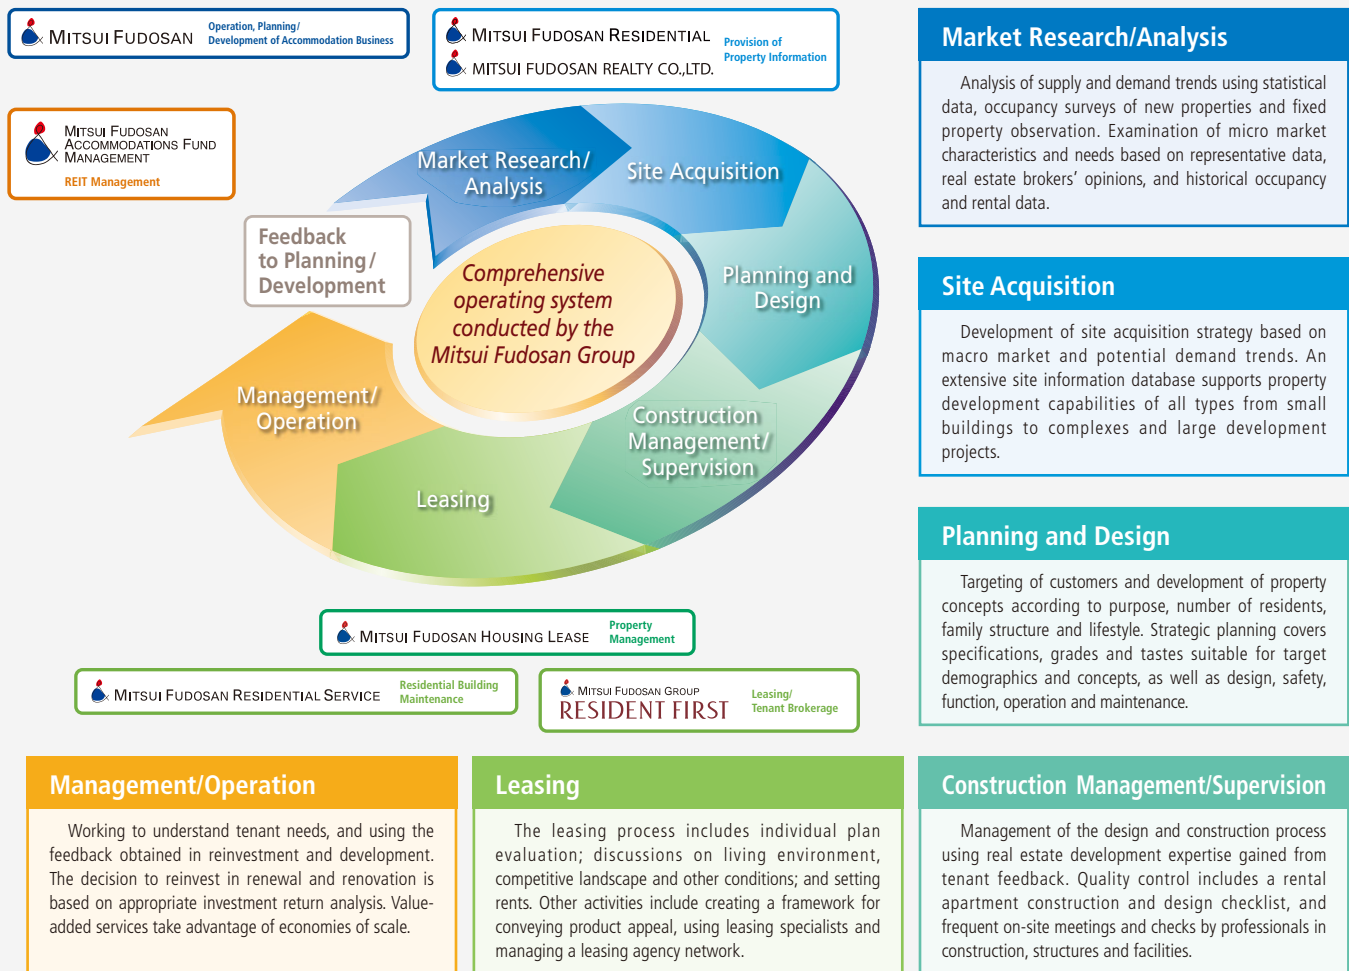 MITSUI FUDOSAN
Operation, Planning/
Development of Accommodation Business
MITSUI FUDOSAN RESIDENTIAL
MITSUI FUDOSAN REALTY CO.,LTD.
Provision of
Property Information
MITSUI FUDOSAN
ACCOMMODATIONS FUND
MANAGEMENT
REIT Management
Market Research/
Analysis
Site Acquisition
Planning and
Design
Construction
Management/
Supervision
Leasing
Management/
Operation
Feedback
to Planning/
Development
Comprehensive
operating system
conducted by the
Mitsui Fudosan Group
MITSUI FUDOSAN HOUSING LEASE
Property
Management
MITSUI FUDOSAN RESIDENTIAL SERVICE
Residential Building
Maintenance
MITSUI FUDOSAN GROUP
RESIDENT FIRST
Leasing/
Tenant Brokerage
Market Research/Analysis
Analysis of supply and demand trends using statistical
data, occupancy surveys of new properties and fixed
property observation. Examination of micro market
characteristics and needs based on representative data,
real estate brokers' opinions, and historical occupancy
and rental data.
Site Acquisition
Development of site acquisition strategy based on
macro market and potential demand trends. An
extensive site information database supports property
development capabilities of all types from small
buildings to complexes and large development
projects.
Planning and Design
Targeting of customers and development of property
concepts according to purpose, number of residents,
family structure and lifestyle. Strategic planning covers
specifications, grades and tastes suitable for target
demographics and concepts, as well as design, safety,
function, operation and maintenance.
Management/Operation
Working to understand tenant needs, and using the
feedback obtained in reinvestment and development.
The decision to reinvest in renewal and renovation is
based on appropriate investment return analysis. Value-
added services take advantage of economies of scale.
Leasing
The leasing process includes individual plan
evaluation; discussions on living environment,
competitive landscape and other conditions; and setting
rents. Other activities include creating a framework for
conveying product appeal, using leasing specialists and
managing a leasing agency network.
Construction Management/Supervision
Management of the design and construction process
using real estate development expertise gained from
tenant feedback. Quality control includes a rental
apartment construction and design checklist, and
frequent on-site meetings and checks by professionals in
construction, structures and facilities.